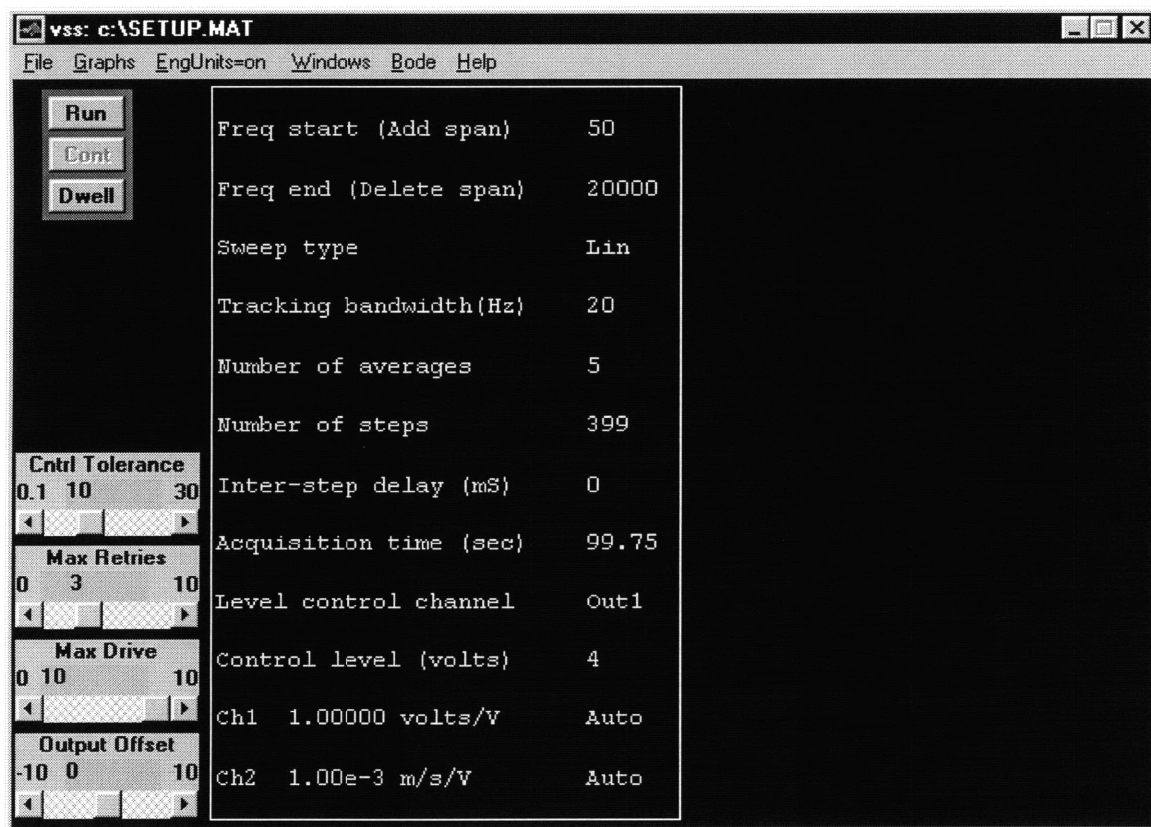 vss: c:\SETUP.MAT
File Graphs EngUnits=on Windows Bode Help
Run
Cont
Dwell
Freq start (Add span) 50
Freq end (Delete span) 20000
Sweep type Lin
Tracking bandwidth(Hz) 20
Number of averages 5
Number of steps 399
Inter-step delay (mS) 0
Acquisition time (sec) 99.75
Level control channel Out1
Control level (volts) 4
Ch1 1.00000 volts/V Auto
Ch2 1.00e-3 m/s/V Auto
Cntrl Tolerance
0.1 10 30
Max Retries
0 3 10
Max Drive
0 10 10
Output Offset
-10 0 10